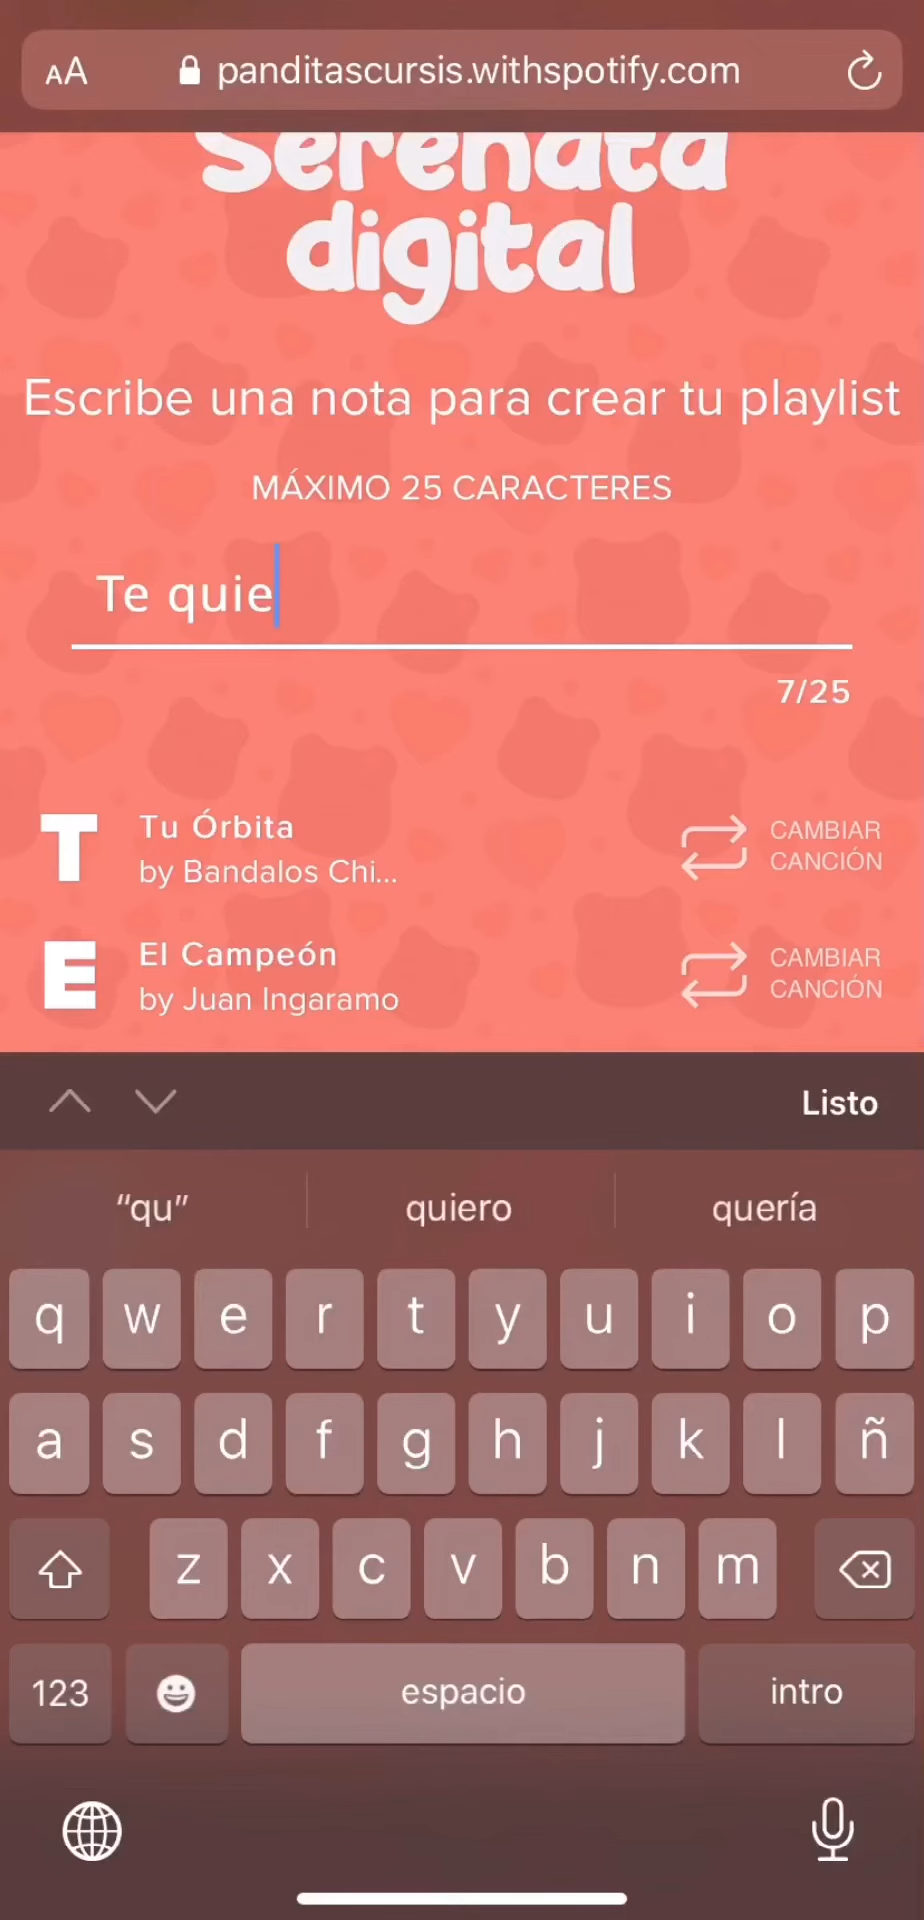 AA panditascursis.withspotify.com
Serenata
digital
Escribe una nota para crear tu playlist
MÁXIMO 25 CARACTERES
Te quie
7/25
T Tu Órbita CAMBIAR
by Bandalos Chi... CANCIÓN
E El Campeón CAMBIAR
by Juan Ingaramo CANCIÓN
Listo
“qu” quiero quería
q w e r t y u i o p
a s d f g h j k l ñ
z x c v b n m
123 espacio intro